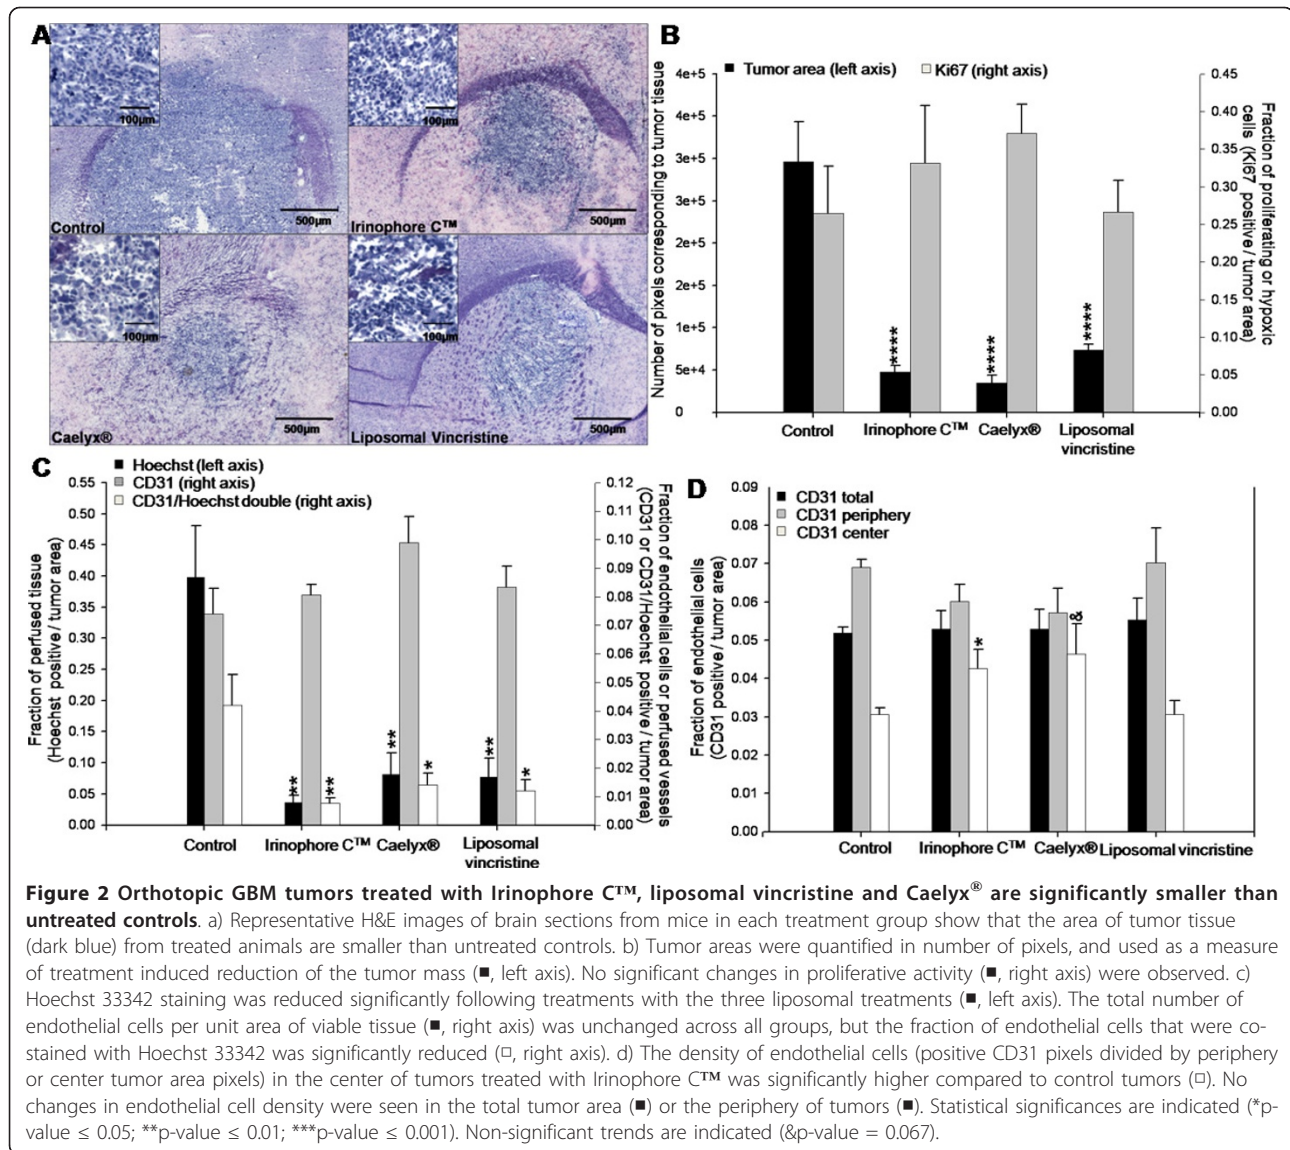 A
100µm
500µm
Control
100µm
500µm
Irinophore C™
100µm
500µm
Caelyx®
100µm
500µm
Liposomal Vincristine
B
Tumor area (left axis)
Ki67 (right axis)
Number of pixels corresponding to tumor tissue
4e+5
4e+5
3e+5
3e+5
2e+5
2e+5
1e+5
5e+4
0
****
****
****
0.45
0.40
0.35
0.30
0.25
0.20
0.15
0.10
0.05
0.00
Fraction of proliferating or hypoxic
cells (Ki67 positive / tumor area)
Control
Irinophore C™
Caelyx®
Liposomal
vincristine
C
Hoechst (left axis)
CD31 (right axis)
CD31/Hoechst double (right axis)
Fraction of perfused tissue
(Hoechst positive / tumor area)
0.55
0.50
0.45
0.40
0.35
0.30
0.25
0.20
0.15
0.10
0.05
0.00
**
**
**
*
**
*
0.12
0.11
0.10
0.09
0.08
0.07
0.06
0.05
0.04
0.03
0.02
0.01
0.00
Fraction of endothelial cells or perfused vessels
(CD31 or CD31/Hoechst positive / tumor area)
Control
Irinophore C™
Caelyx®
Liposomal
vincristine
D
CD31 total
CD31 periphery
CD31 center
Fraction of endothelial cells
(CD31 positive / tumor area)
0.09
0.08
0.07
0.06
0.05
0.04
0.03
0.02
0.01
0.00
*
&
Control
Irinophore C™
Caelyx®
Liposomal vincristine
Figure 2 Orthotopic GBM tumors treated with Irinophore C™, liposomal vincristine and Caelyx® are significantly smaller than
untreated controls. a) Representative H&E images of brain sections from mice in each treatment group show that the area of tumor tissue
(dark blue) from treated animals are smaller than untreated controls. b) Tumor areas were quantified in number of pixels, and used as a measure
of treatment induced reduction of the tumor mass (■, left axis). No significant changes in proliferative activity (■, right axis) were observed. c)
Hoechst 33342 staining was reduced significantly following treatments with the three liposomal treatments (■, left axis). The total number of
endothelial cells per unit area of viable tissue (■, right axis) was unchanged across all groups, but the fraction of endothelial cells that were co-
stained with Hoechst 33342 was significantly reduced (□, right axis). d) The density of endothelial cells (positive CD31 pixels divided by periphery
or center tumor area pixels) in the center of tumors treated with Irinophore C™ was significantly higher compared to control tumors (□). No
changes in endothelial cell density were seen in the total tumor area (■) or the periphery of tumors (■). Statistical significances are indicated (*p-
value ≤ 0.05; **p-value ≤ 0.01; ***p-value ≤ 0.001). Non-significant trends are indicated (&p-value = 0.067).